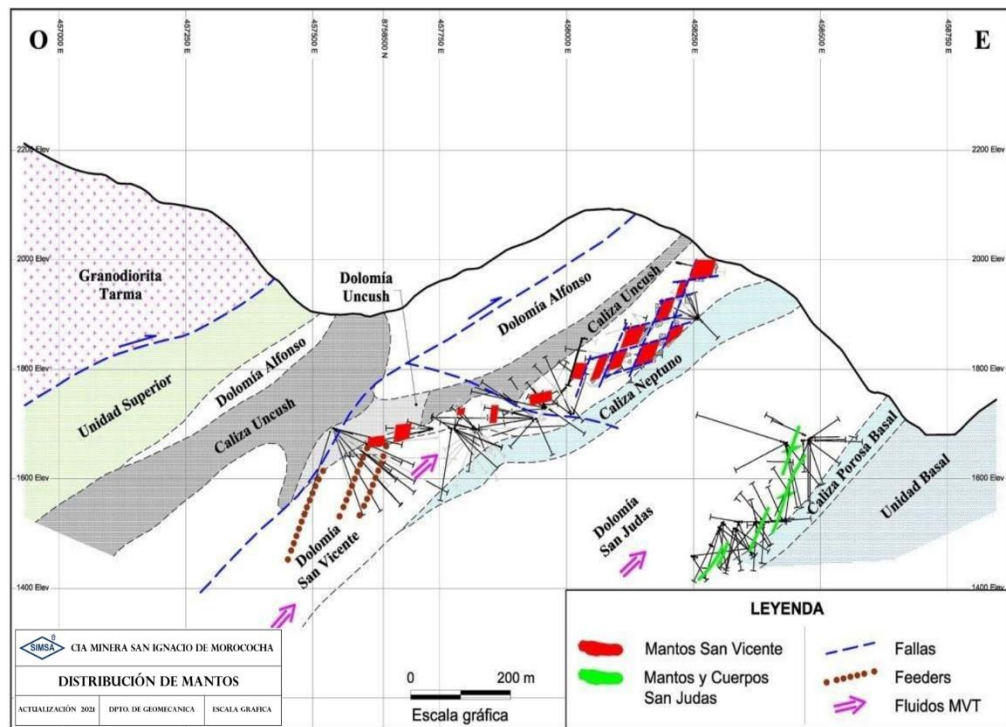 O
E
457000 E
457250 E
457500 E
8758500 N
457750 E
458000 E
458250 E
458500 E
458750 E
2200 Elev
2200 Elev
2000 Elev
2000 Elev
1800 Elev
1800 Elev
1600 Elev
1600 Elev
1400 Elev
1400 Elev
Granodiorita
Tarma
Dolomía
Uncush
Dolomía Alfonso
Caliza Uncush
Unidad Superior
Dolomía Alfonso
Caliza Uncush
Caliza Neptuno
Dolomía
San Vicente
Dolomía
San Judas
Caliza Porosa Basal
Unidad Basal
SIMSA
CIA MINERA SAN IGNACIO DE MOROCOCHA
DISTRIBUCIÓN DE MANTOS
ACTUALIZACIÓN 2021
DPTO. DE GEOMECANICA
ESCALA GRAFICA
0
200 m
Escala gráfica
LEYENDA
Mantos San Vicente
Mantos y Cuerpos
San Judas
Fallas
Feeders
Fluidos MVT